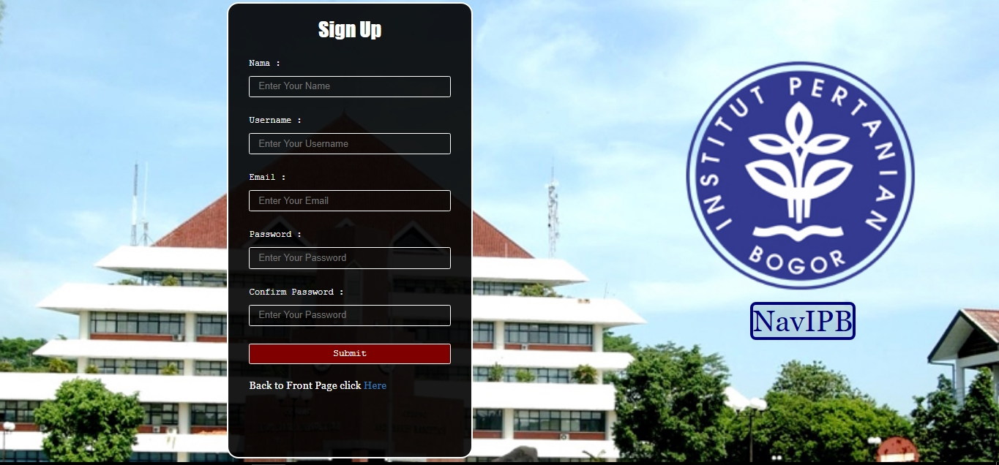 Sign Up
Nama :
Enter Your Name
Username :
Enter Your Username
Email :
Enter Your Email
Password :
Enter Your Password
Confirm Password :
Enter Your Password
Submit
Back to Front Page click Here
INSTITUT PERTANIAN
BOGOR
NavIPB